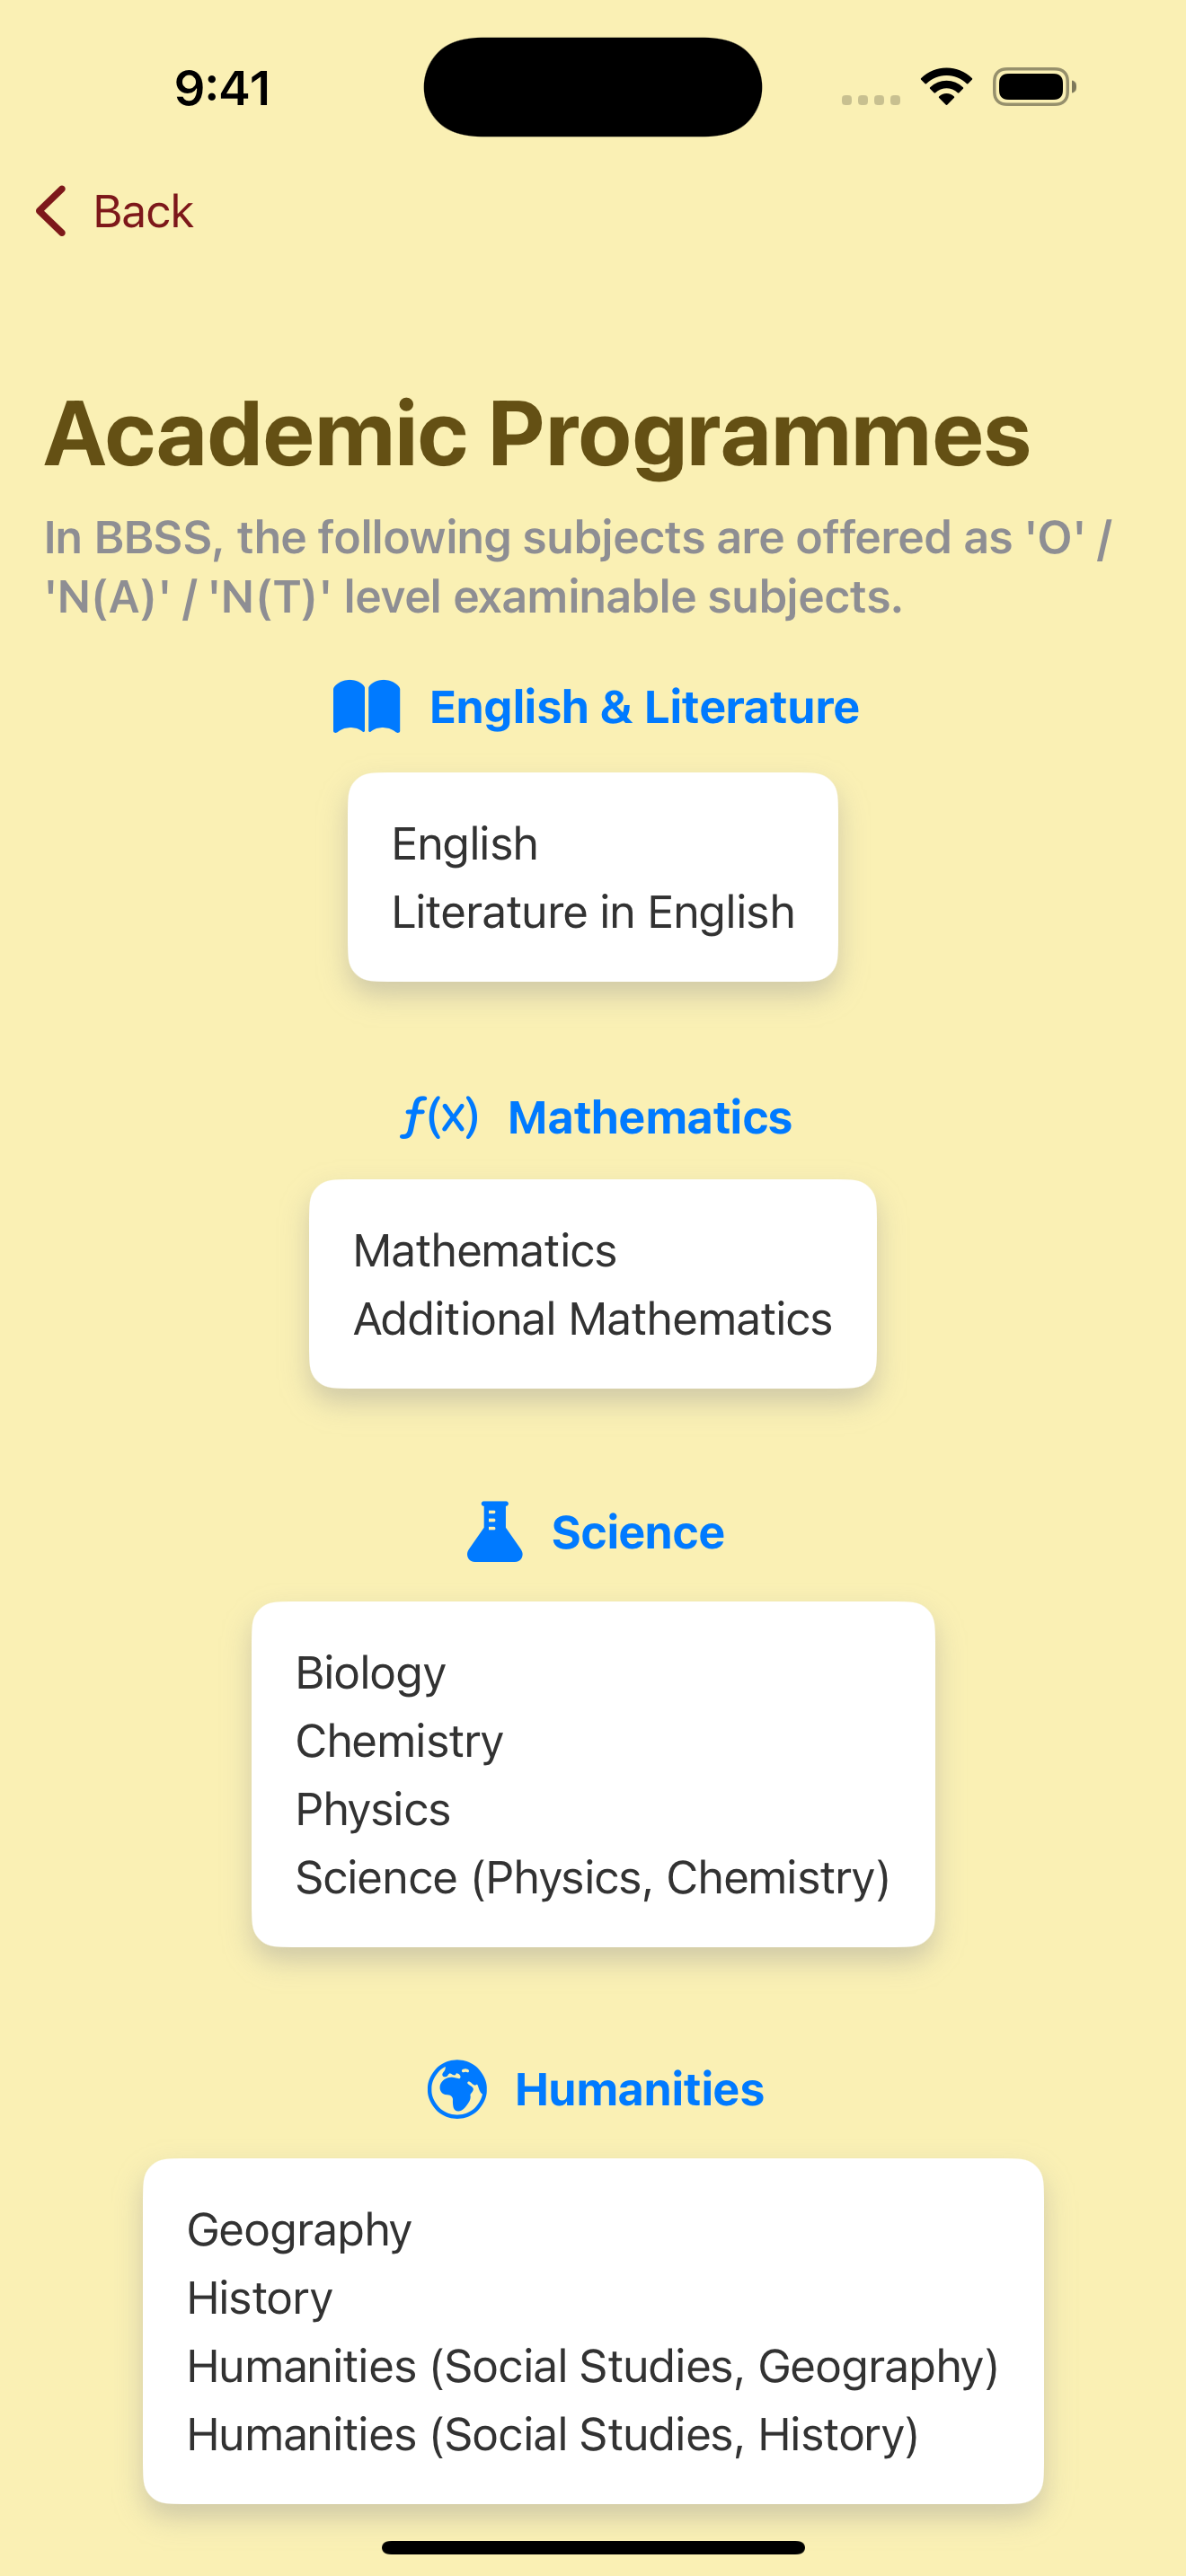 9:41
Back
Academic Programmes
In BBSS, the following subjects are offered as 'O' /
'N(A)' / 'N(T)' level examinable subjects.
English & Literature
English
Literature in English
f(x) Mathematics
Mathematics
Additional Mathematics
Science
Biology
Chemistry
Physics
Science (Physics, Chemistry)
Humanities
Geography
History
Humanities (Social Studies, Geography)
Humanities (Social Studies, History)